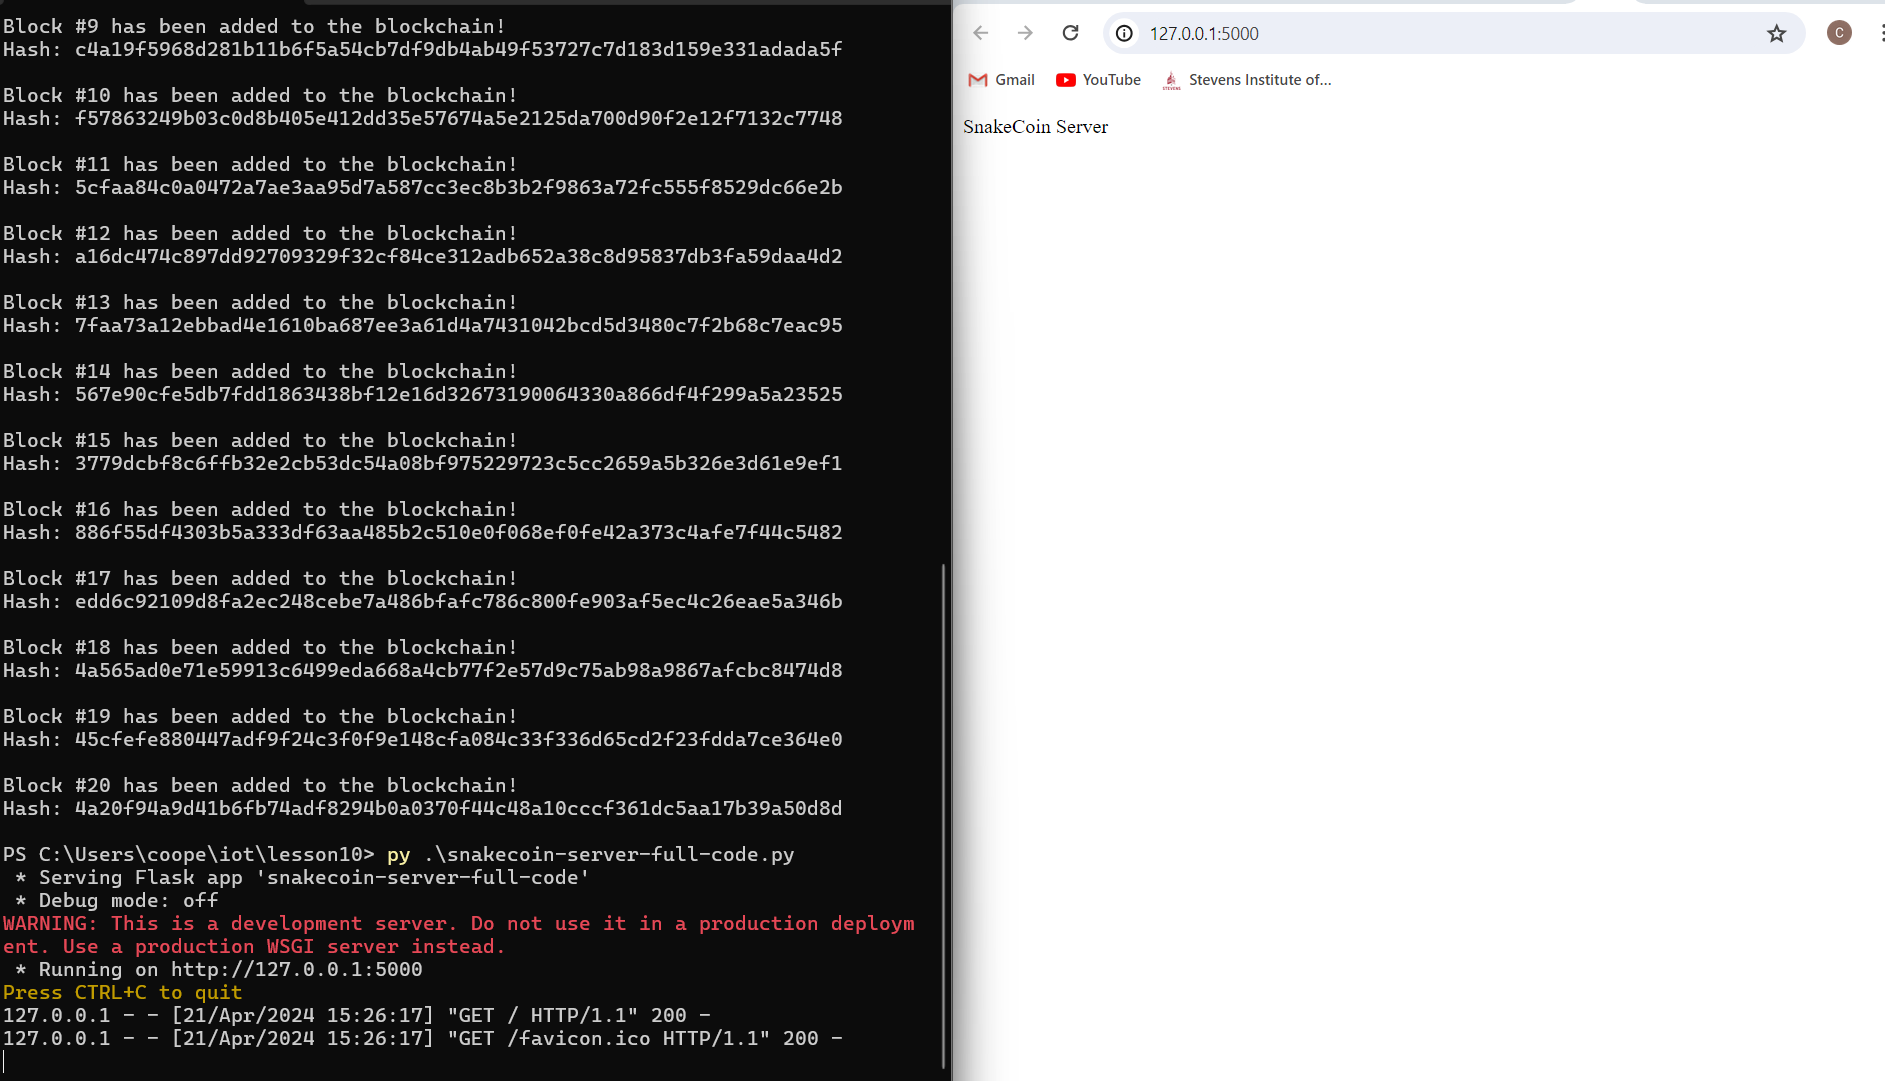 Block #9 has been added to the blockchain!
Hash: c4a19f5968d281b11b6f5a54cb7df9db4ab49f53727c7d183d159e331adada5f
Block #10 has been added to the blockchain!
Hash: f57863249b03c0d8b405e412dd35e57674a5e2125da700d90f2e12f7132c7748
Block #11 has been added to the blockchain!
Hash: 5cfaa84c0a0472a7ae3aa95d7a587cc3ec8b3b2f9863a72fc555f8529dc66e2b
Block #12 has been added to the blockchain!
Hash: a16dc474c897dd92709329f32cf84ce312adb652a38c8d95837db3fa59daa4d2
Block #13 has been added to the blockchain!
Hash: 7faa73a12ebbad4e1610ba687ee3a61d4a7431042bcd5d3480c7f2b68c7eac95
Block #14 has been added to the blockchain!
Hash: 567e90cfe5db7fdd1863438bf12e16d32673190064330a866df4f299a5a23525
Block #15 has been added to the blockchain!
Hash: 3779dcbf8c6ffb32e2cb53dc54a08bf975229723c5cc2659a5b326e3d61e9ef1
Block #16 has been added to the blockchain!
Hash: 886f55df4303b5a333df63aa485b2c510e0f068ef0fe42a373c4afe7f44c5482
Block #17 has been added to the blockchain!
Hash: edd6c92109d8fa2ec248cebe7a486bfafc786c800fe903af5ec4c26eae5a346b
Block #18 has been added to the blockchain!
Hash: 4a565ad0e71e59913c6499eda668a4cb77f2e57d9c75ab98a9867afcbc8474d8
Block #19 has been added to the blockchain!
Hash: 45cfefe880447adf9f24c3f0f9e148cfa084c33f336d65cd2f23fdda7ce364e0
Block #20 has been added to the blockchain!
Hash: 4a20f94a9d41b6fb74adf8294b0a0370f44c48a10cccf361dc5aa17b39a50d8d
PS C:\Users\coope\iot\lesson10> py .\snakecoin-server-full-code.py
 * Serving Flask app 'snakecoin-server-full-code'
 * Debug mode: off
WARNING: This is a development server. Do not use it in a production deploym
ent. Use a production WSGI server instead.
 * Running on http://127.0.0.1:5000
Press CTRL+C to quit
127.0.0.1 - - [21/Apr/2024 15:26:17] "GET / HTTP/1.1" 200 -
127.0.0.1 - - [21/Apr/2024 15:26:17] "GET /favicon.ico HTTP/1.1" 200 -
127.0.0.1:5000
C
Gmail YouTube STEVENS Stevens Institute of...
SnakeCoin Server